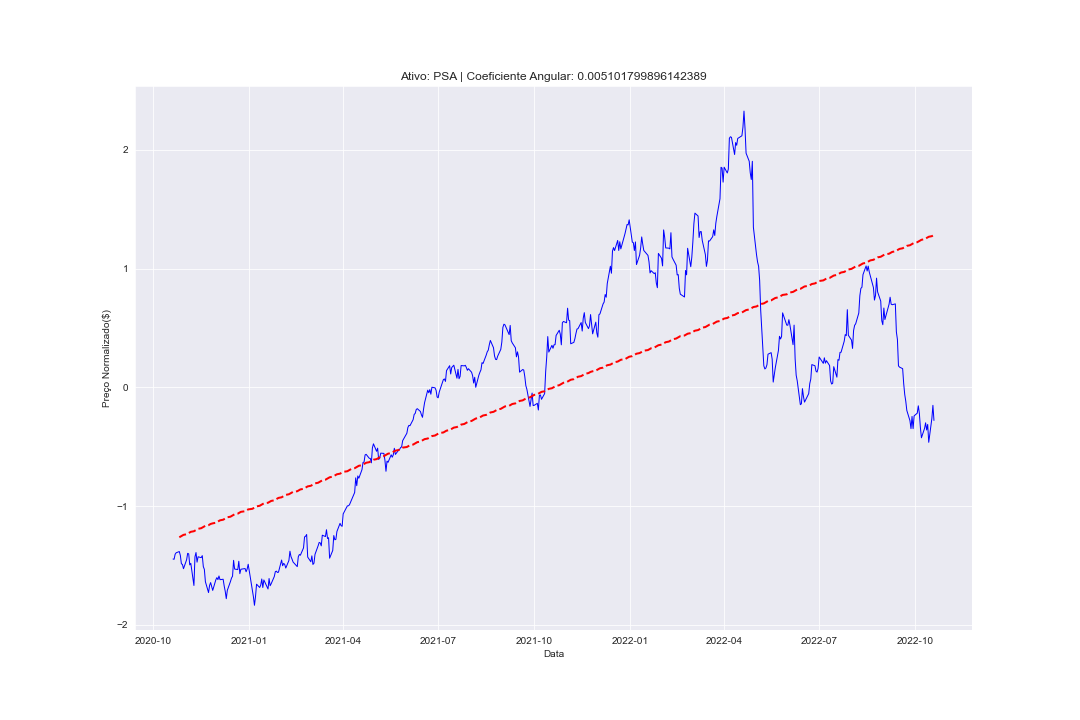 Ativo: PSA | Coeficiente Angular: 0.005101799896142389
Preço Normalizado($)
2
1
0
−1
−2
2020-10 2021-01 2021-04 2021-07 2021-10 2022-01 2022-04 2022-07 2022-10
Data